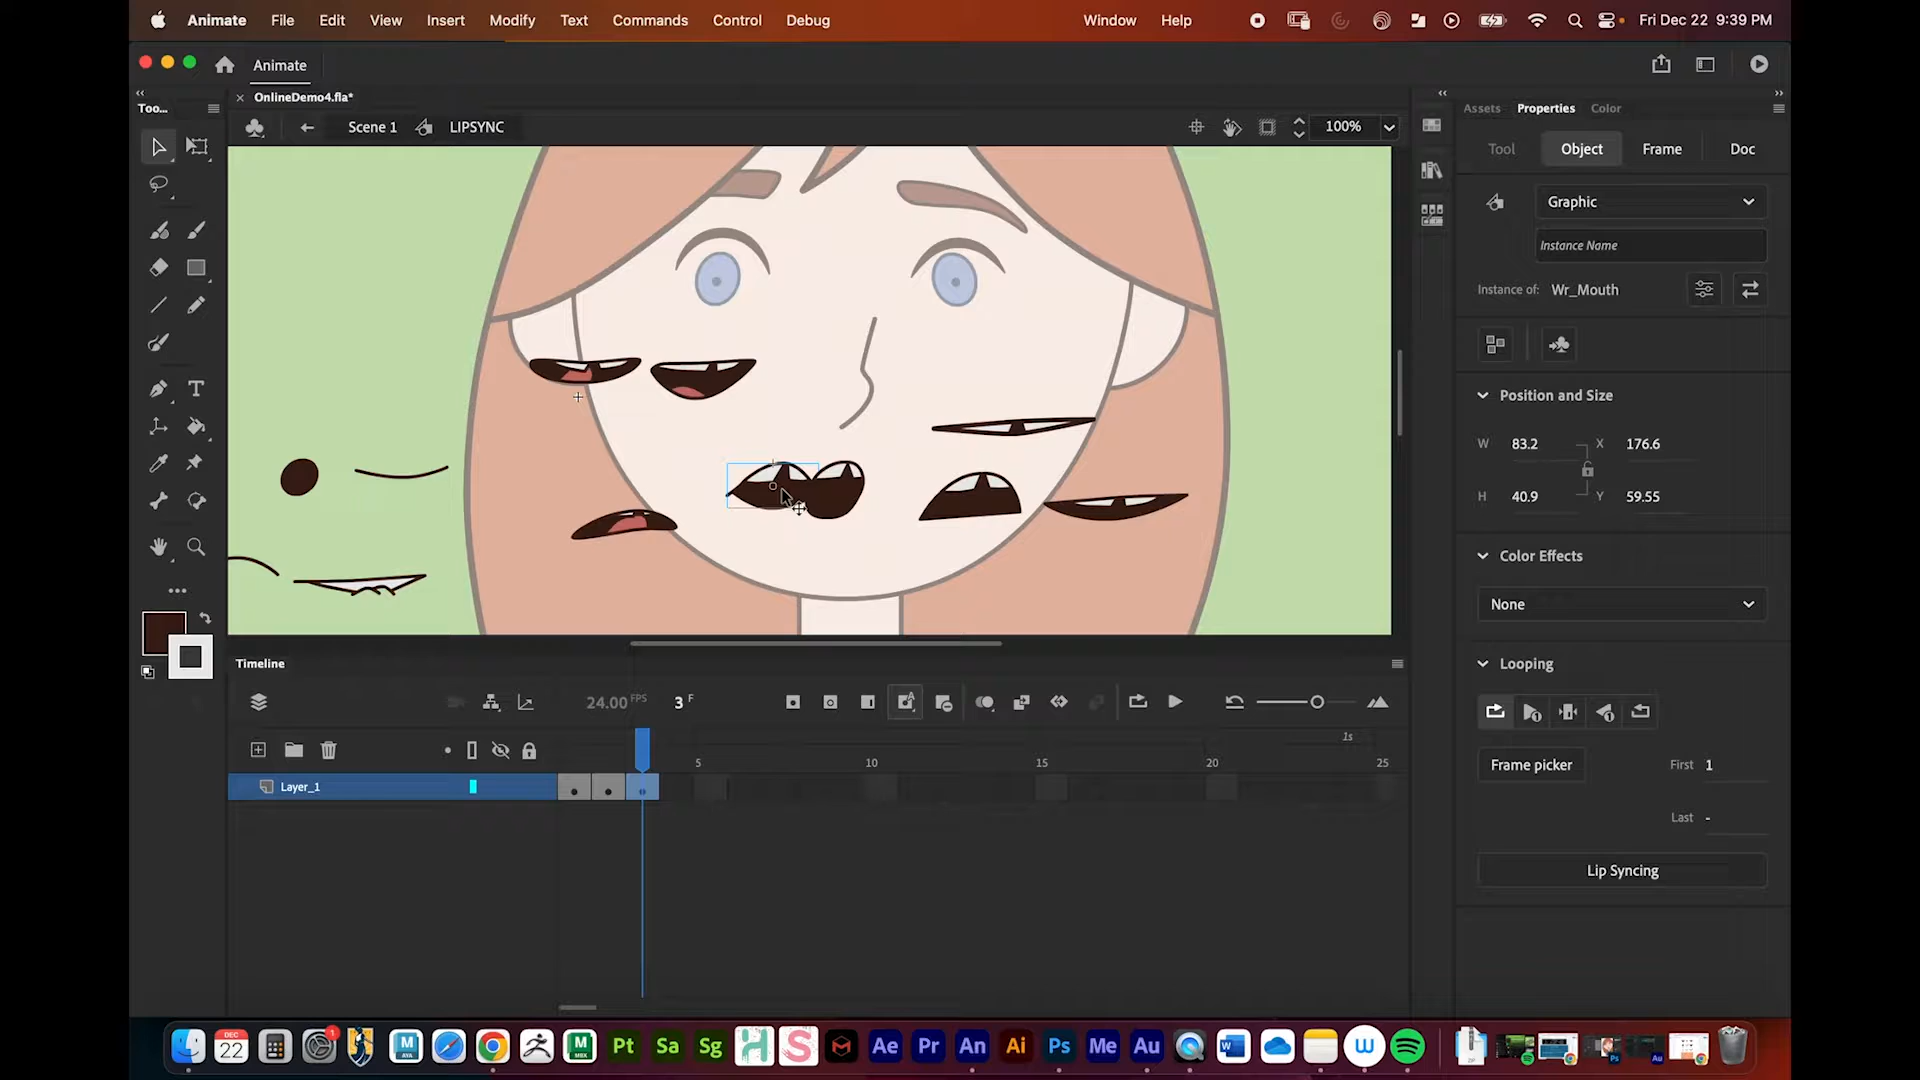 Animate File Edit View Insert Modify Text Commands Control Debug Window Help Fri Dec 22 9:39 PM
Animate
Too...
OnlineDemo4.fla*
Assets Properties Color
Scene 1 LIPSYNC 100%
Tool Object Frame Doc
Graphic
Instance Name
Instance of: Wr_Mouth
Position and Size
W 83.2 X 176.6
H 40.9 Y 59.55
Color Effects
None
Looping
Frame picker First 1
Last -
Lip Syncing
Timeline
24.00 FPS 3 F
1s
5 10 15 20 25
Layer_1
DEC
22
1
M
AYA
M
MBX
Pt Sa Sg H S Ae Pr An Ai Ps Me Au W W